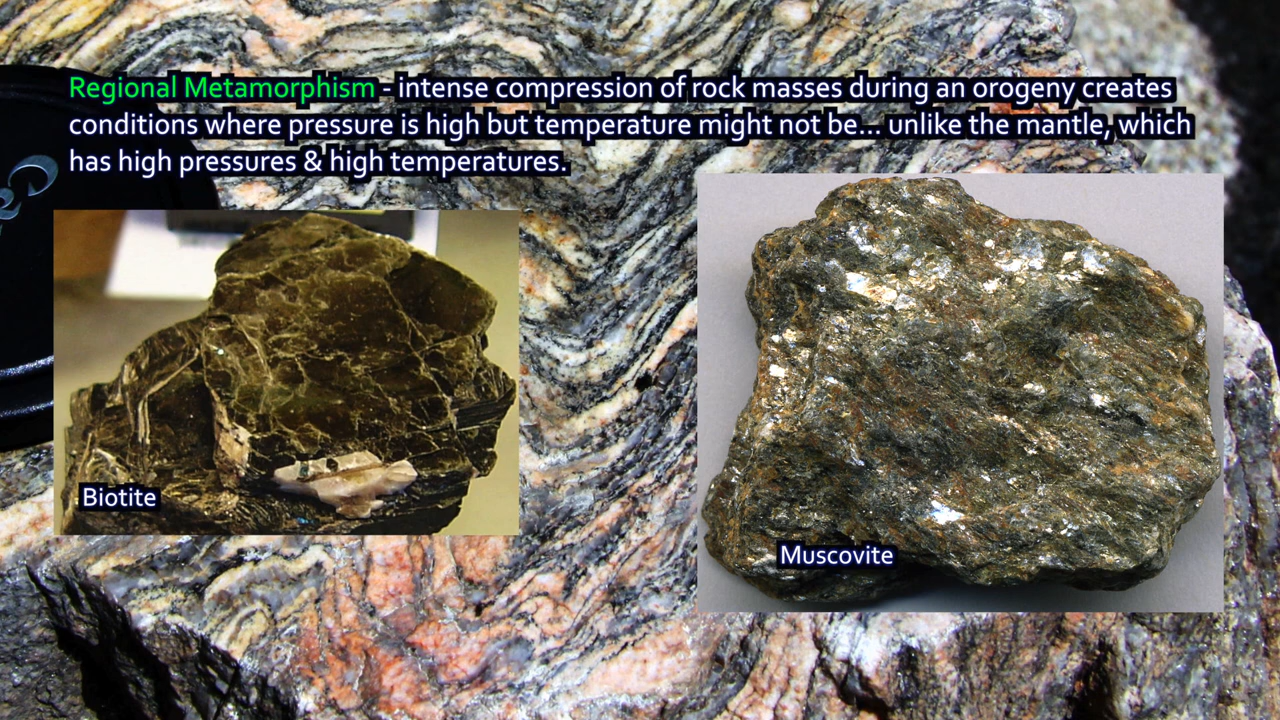 Regional Metamorphism - intense compression of rock masses during an orogeny creates
conditions where pressure is high but temperature might not be... unlike the mantle, which
has high pressures & high temperatures.
Biotite
Muscovite